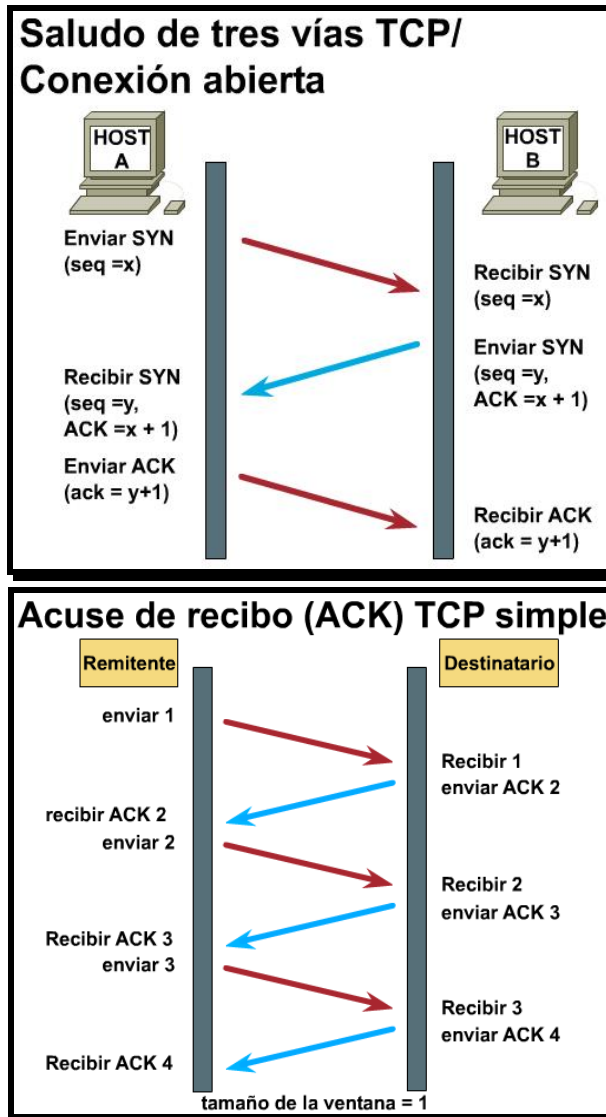 Saludo de tres vías TCP/
Conexión abierta
HOST
A
HOST
B
Enviar SYN
(seq =x)
Recibir SYN
(seq =x)
Enviar SYN
(seq =y,
ACK =x + 1)
Recibir SYN
(seq =y,
ACK =x + 1)
Enviar ACK
(ack = y+1)
Recibir ACK
(ack = y+1)
Acuse de recibo (ACK) TCP simple
Remitente
Destinatario
enviar 1
Recibir 1
enviar ACK 2
recibir ACK 2
enviar 2
Recibir 2
enviar ACK 3
Recibir ACK 3
enviar 3
Recibir 3
enviar ACK 4
Recibir ACK 4
tamaño de la ventana = 1